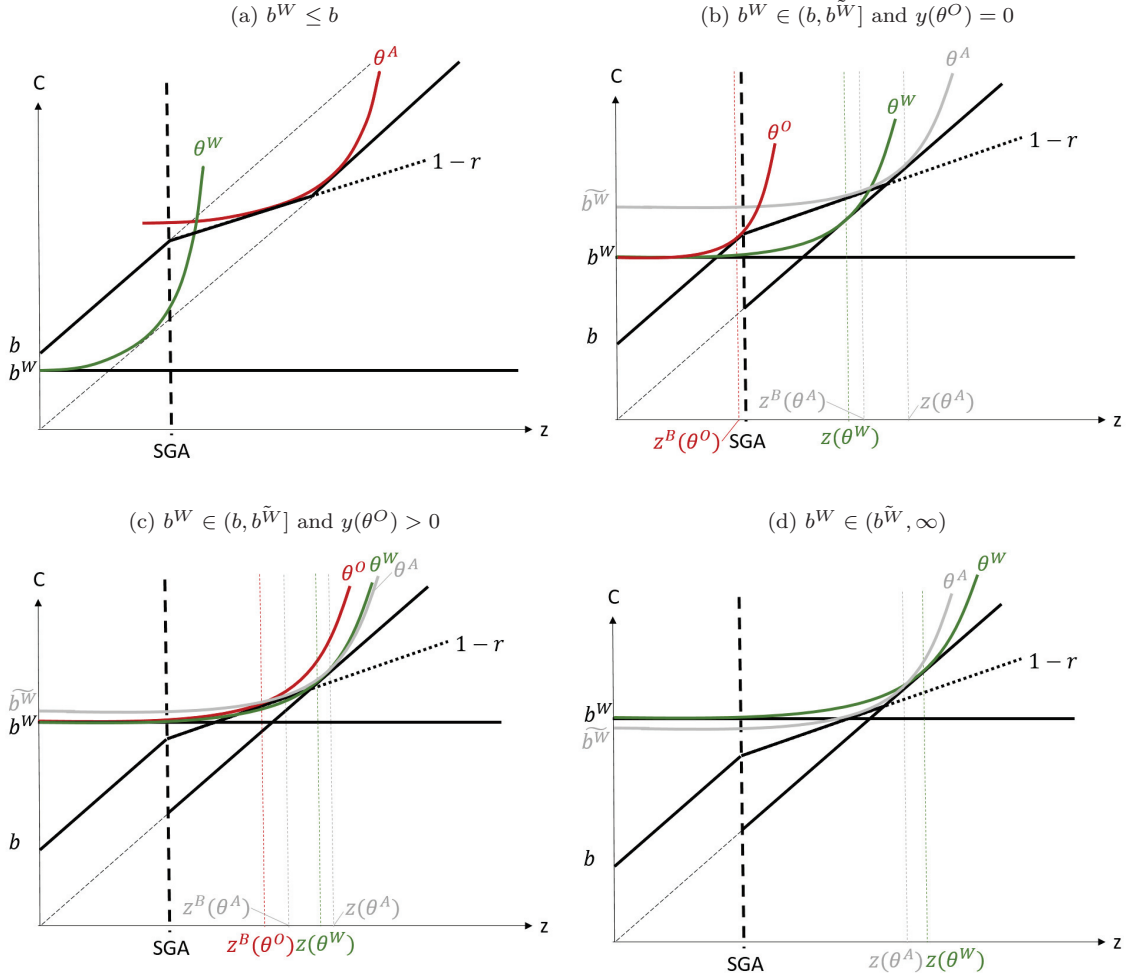 (a) b^W ≤ b
C
θ^A
θ^W
1 − r
b
b^W
SGA
z
(b) b^W ∈ (b, b^W̃] and y(θ^O) = 0
C
θ^A
θ^W
θ^O
1 − r
b^W̃
b^W
b
z^B(θ^A)
z(θ^A)
z^B(θ^O)
SGA
z(θ^W)
z
(c) b^W ∈ (b, b^W̃] and y(θ^O) > 0
C
θ^O
θ^W
θ^A
1 − r
b^W̃
b^W
b
z^B(θ^A)
z(θ^A)
SGA
z^B(θ^O)
z(θ^W)
z
(d) b^W ∈ (b^W̃, ∞)
C
θ^A
θ^W
1 − r
b^W
b^W̃
b
SGA
z(θ^A)
z(θ^W)
z